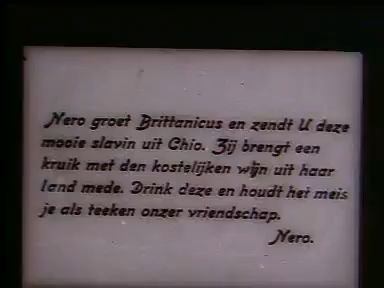 Nero groet Brittanicus en zendt U deze
mooie slavin uit Chio. Zij brengt een
kruik met den kostelijken wijn uit haar
land mede. Drink deze en houdt het meis
je als teeken onzer vriendschap.
Nero.